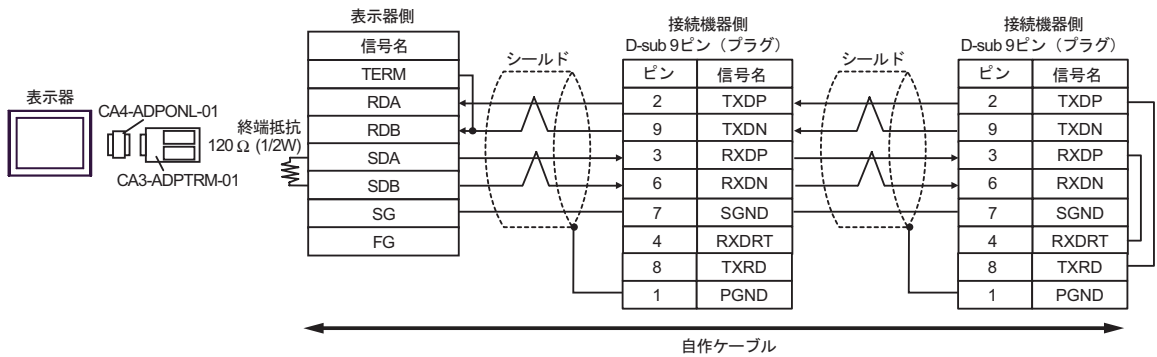 表示器
CA4-ADPONL-01
CA3-ADPTRM-01
終端抵抗
120 Ω (1/2W)
表示器側
信号名
TERM
RDA
RDB
SDA
SDB
SG
FG
シールド
接続機器側
D-sub 9ピン（プラグ）
ピン 信号名
2 TXDP
9 TXDN
3 RXDP
6 RXDN
7 SGND
4 RXDRT
8 TXRD
1 PGND
シールド
接続機器側
D-sub 9ピン（プラグ）
ピン 信号名
2 TXDP
9 TXDN
3 RXDP
6 RXDN
7 SGND
4 RXDRT
8 TXRD
1 PGND
自作ケーブル